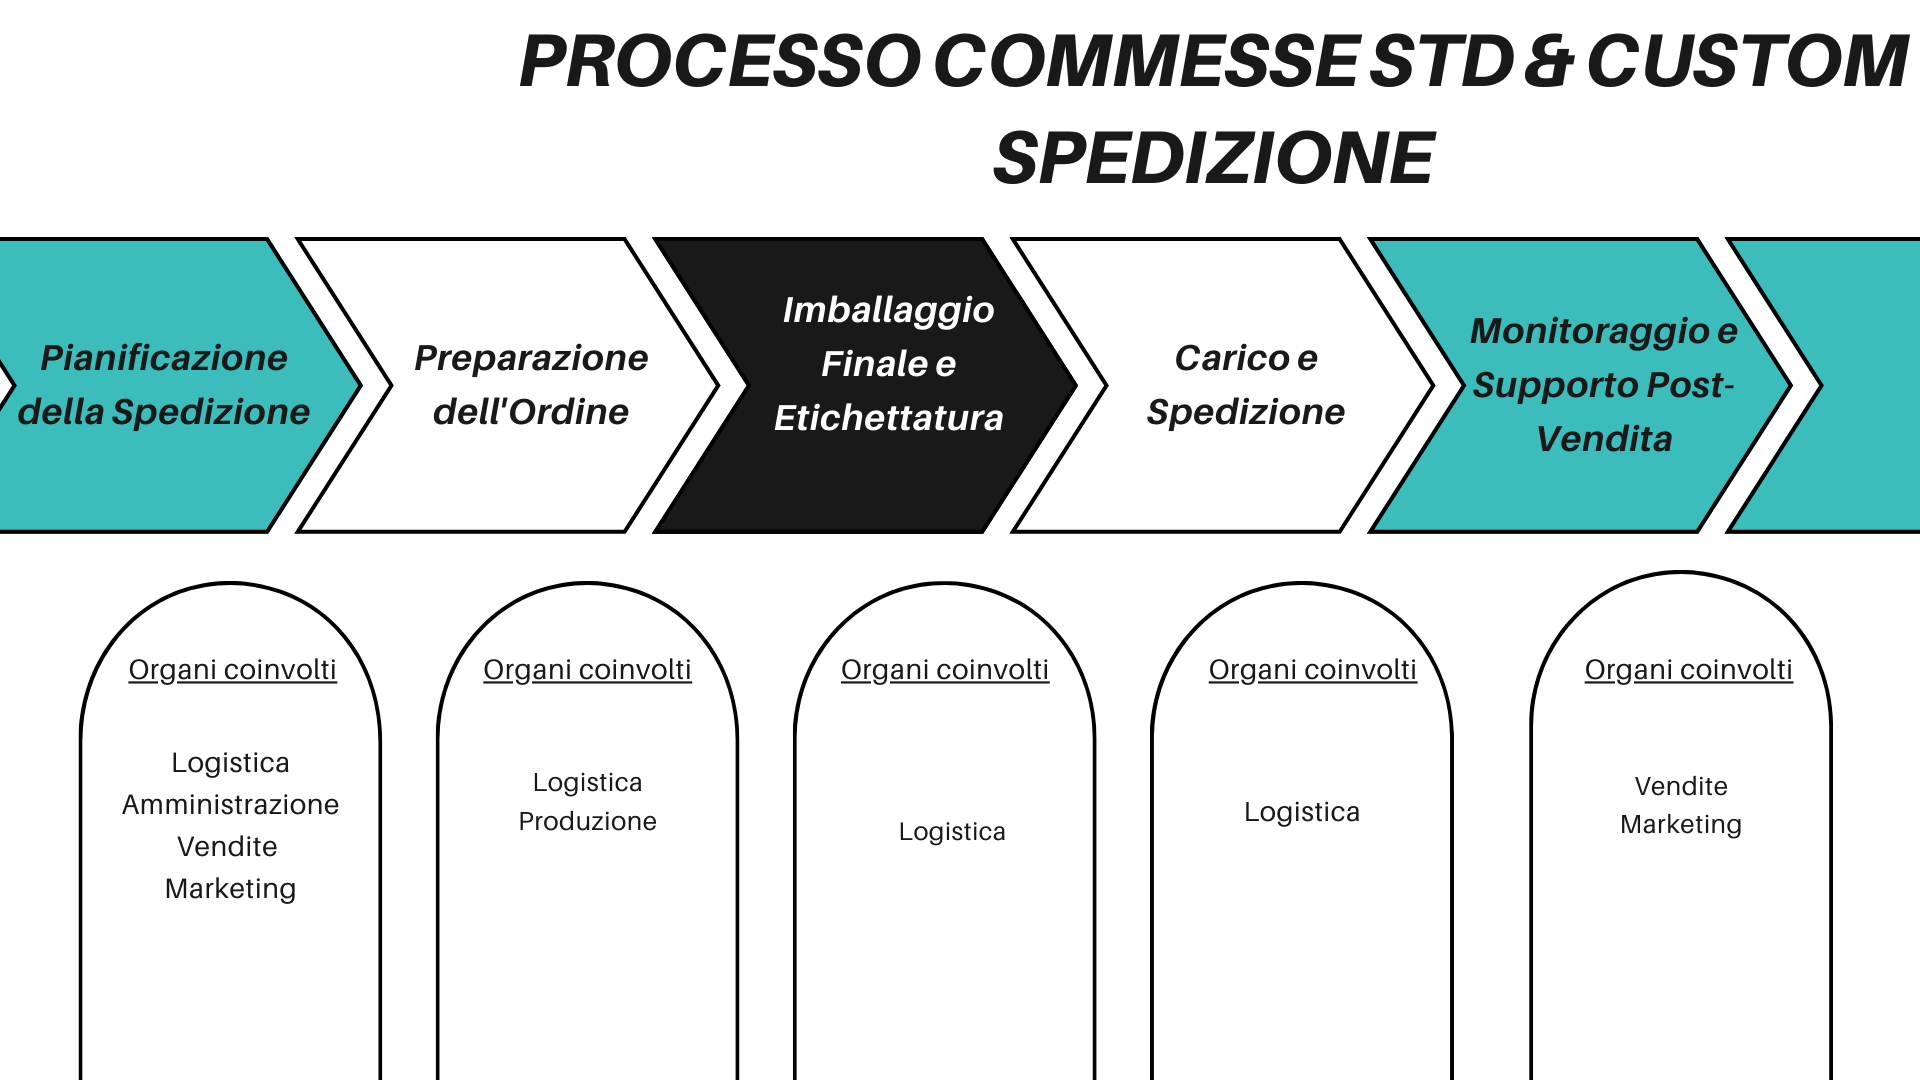 PROCESSO COMMESSE STD & CUSTOM
SPEDIZIONE
Pianificazione
della Spedizione
Preparazione
dell'Ordine
Imballaggio
Finale e
Etichettatura
Carico e
Spedizione
Monitoraggio e
Supporto Post-
Vendita
Organi coinvolti
Logistica
Amministrazione
Vendite
Marketing
Organi coinvolti
Logistica
Produzione
Organi coinvolti
Logistica
Organi coinvolti
Logistica
Organi coinvolti
Vendite
Marketing